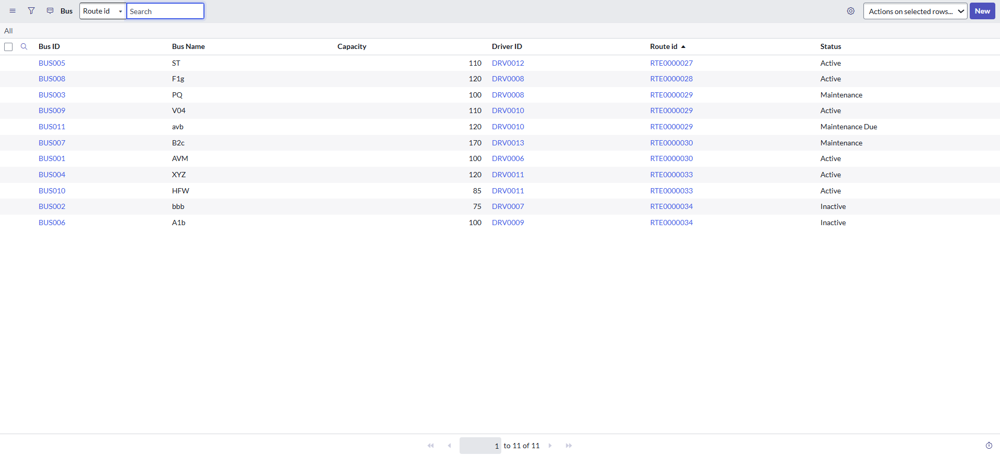 Bus Route id Search Actions on selected rows... New
All
Bus ID Bus Name Capacity Driver ID Route id Status
BUS005 ST 110 DRV0012 RTE0000027 Active
BUS008 F1g 120 DRV0008 RTE0000028 Active
BUS003 PQ 100 DRV0008 RTE0000029 Maintenance
BUS009 V04 110 DRV0010 RTE0000029 Active
BUS011 avb 120 DRV0010 RTE0000029 Maintenance Due
BUS007 B2c 170 DRV0013 RTE0000030 Maintenance
BUS001 AVM 100 DRV0006 RTE0000030 Active
BUS004 XYZ 120 DRV0011 RTE0000033 Active
BUS010 HFW 85 DRV0011 RTE0000033 Active
BUS002 bbb 75 DRV0007 RTE0000034 Inactive
BUS006 A1b 100 DRV0009 RTE0000034 Inactive
1 to 11 of 11